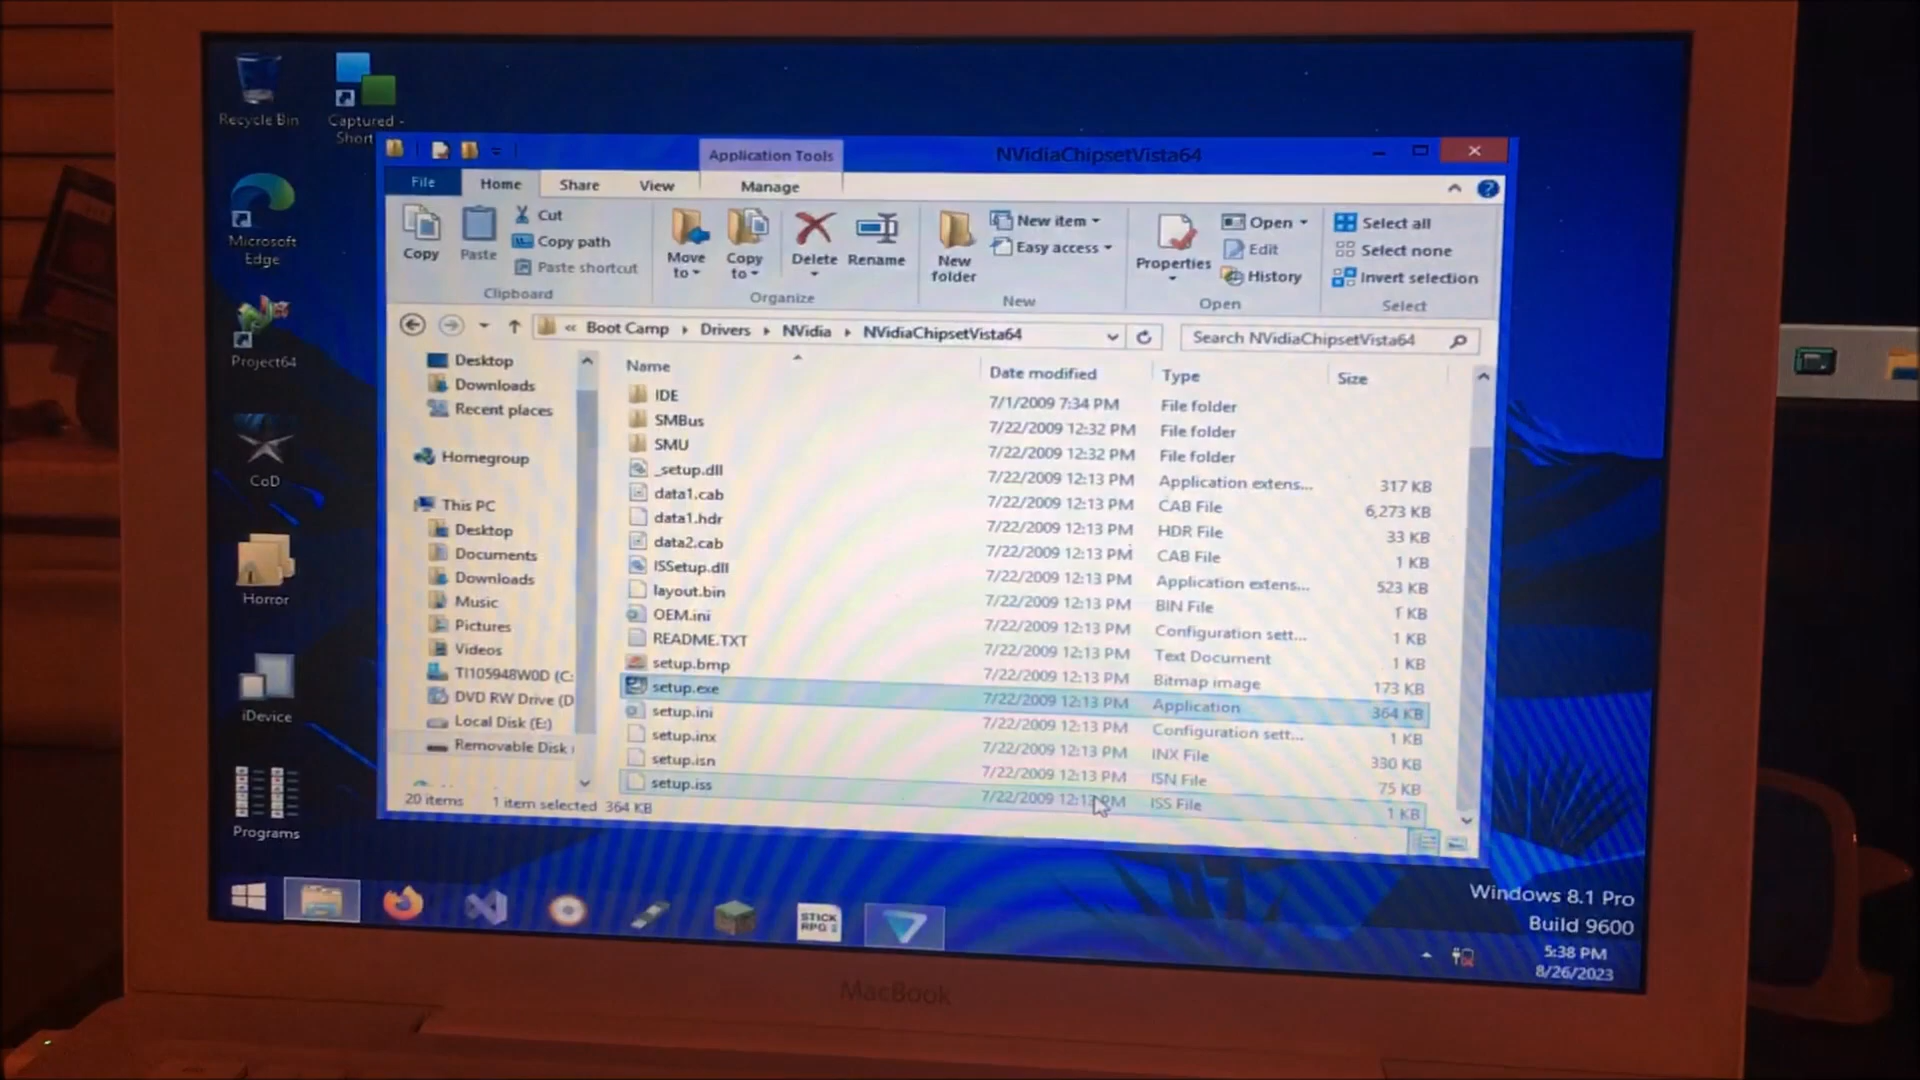 Recycle Bin
Captured -
Short
Microsoft
Edge
Project64
CoD
Horror
iDevice
Programs
Application Tools
NVidiaChipsetVista64
File
Home
Share
View
Manage
Copy
Paste
Cut
Copy path
Paste shortcut
Clipboard
Move
to
Copy
to
Delete
Rename
Organize
New
folder
New item
Easy access
New
Properties
Open
Edit
History
Open
Select all
Select none
Invert selection
Select
« Boot Camp Drivers NVidia NVidiaChipsetVista64
Search NVidiaChipsetVista64
Desktop
Downloads
Recent places
Homegroup
This PC
Desktop
Documents
Downloads
Music
Pictures
Videos
TI105948W0D (C:
DVD RW Drive (D
Local Disk (E:)
Removable Disk
Name Date modified Type Size
IDE 7/1/2009 7:34 PM File folder
SMBus 7/22/2009 12:32 PM File folder
SMU 7/22/2009 12:32 PM File folder
_setup.dll 7/22/2009 12:13 PM Application extens... 317 KB
data1.cab 7/22/2009 12:13 PM CAB File 6,273 KB
data1.hdr 7/22/2009 12:13 PM HDR File 33 KB
data2.cab 7/22/2009 12:13 PM CAB File 1 KB
ISSetup.dll 7/22/2009 12:13 PM Application extens... 523 KB
layout.bin 7/22/2009 12:13 PM BIN File 1 KB
OEM.ini 7/22/2009 12:13 PM Configuration sett... 1 KB
README.TXT 7/22/2009 12:13 PM Text Document 1 KB
setup.bmp 7/22/2009 12:13 PM Bitmap image 173 KB
setup.exe 7/22/2009 12:13 PM Application 364 KB
setup.ini 7/22/2009 12:13 PM Configuration sett... 1 KB
setup.inx 7/22/2009 12:13 PM INX File 330 KB
setup.isn 7/22/2009 12:13 PM ISN File 75 KB
setup.iss 7/22/2009 12:13 PM ISS File 1 KB
20 items 1 item selected 364 KB
STICK
RPG 2
Windows 8.1 Pro
Build 9600
5:38 PM
8/26/2023
MacBook